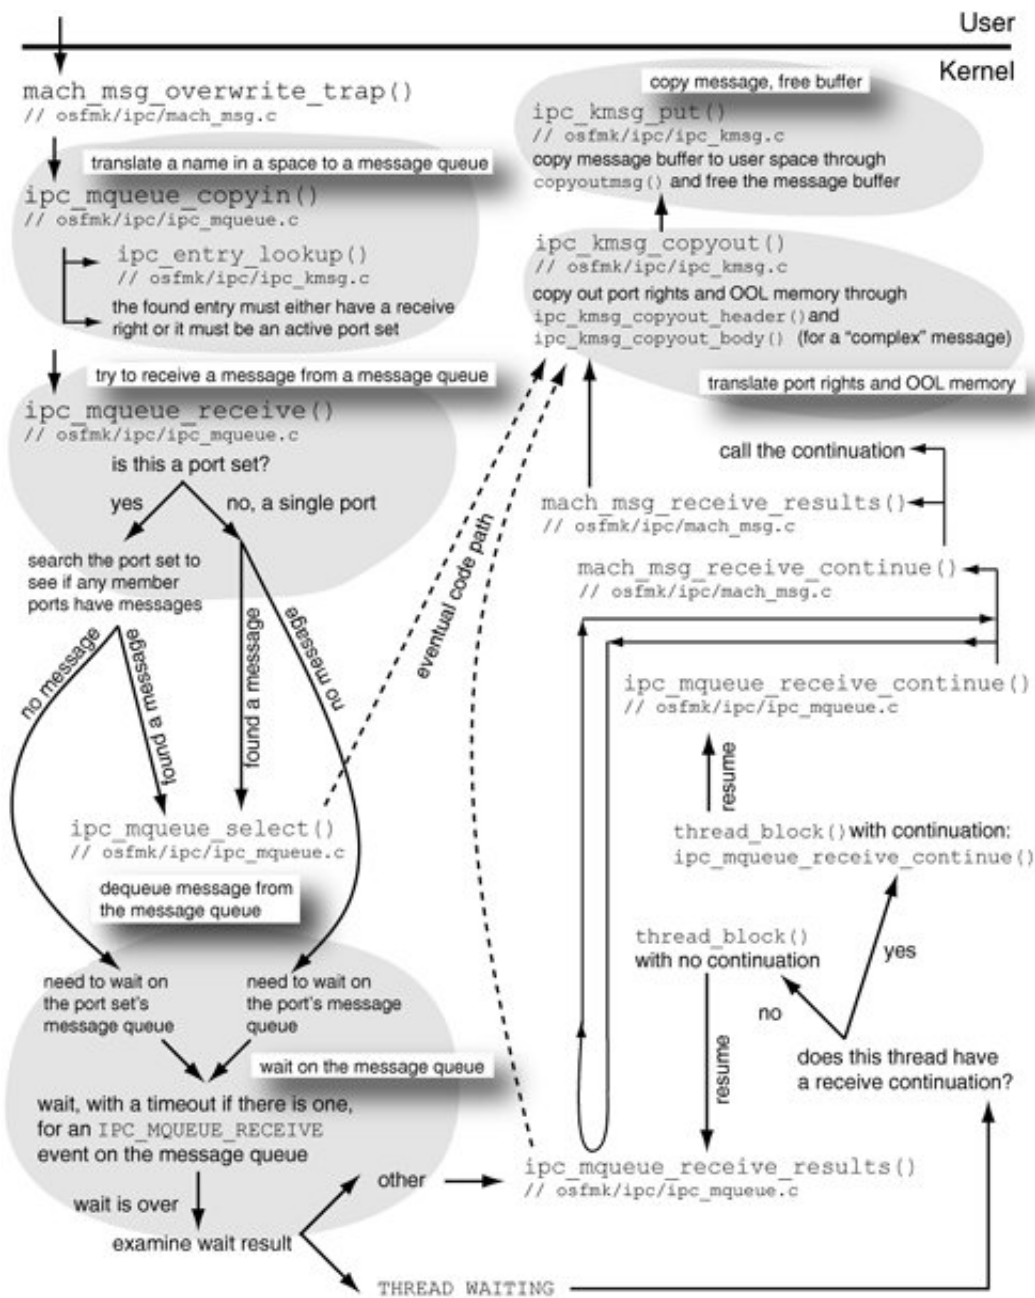 User
Kernel
mach_msg_overwrite_trap()
// osfmk/ipc/mach_msg.c
translate a name in a space to a message queue
ipc_mqueue_copyin()
// osfmk/ipc/ipc_mqueue.c
ipc_entry_lookup()
// osfmk/ipc/ipc_kmsg.c
the found entry must either have a receive
right or it must be an active port set
try to receive a message from a message queue
ipc_mqueue_receive()
// osfmk/ipc/ipc_mqueue.c
is this a port set?
yes
no, a single port
search the port set to
see if any member
ports have messages
no message
found a message
found a message
no message
ipc_mqueue_select()
// osfmk/ipc/ipc_mqueue.c
dequeue message from
the message queue
need to wait on
the port set's
message queue
need to wait on
the port's message
queue
wait on the message queue
wait, with a timeout if there is one,
for an IPC_MQUEUE_RECEIVE
event on the message queue
wait is over
examine wait result
other
THREAD WAITING
eventual code path
copy message, free buffer
ipc_kmsg_put()
// osfmk/ipc/ipc_kmsg.c
copy message buffer to user space through
copyoutmsg() and free the message buffer
ipc_kmsg_copyout()
// osfmk/ipc/ipc_kmsg.c
copy out port rights and OOL memory through
ipc_kmsg_copyout_header() and
ipc_kmsg_copyout_body() (for a “complex” message)
translate port rights and OOL memory
call the continuation
mach_msg_receive_results()
// osfmk/ipc/mach_msg.c
mach_msg_receive_continue()
// osfmk/ipc/mach_msg.c
ipc_mqueue_receive_continue()
// osfmk/ipc/ipc_mqueue.c
resume
thread_block() with continuation:
ipc_mqueue_receive_continue()
thread_block()
with no continuation
yes
no
does this thread have
a receive continuation?
resume
ipc_mqueue_receive_results()
// osfmk/ipc/ipc_mqueue.c